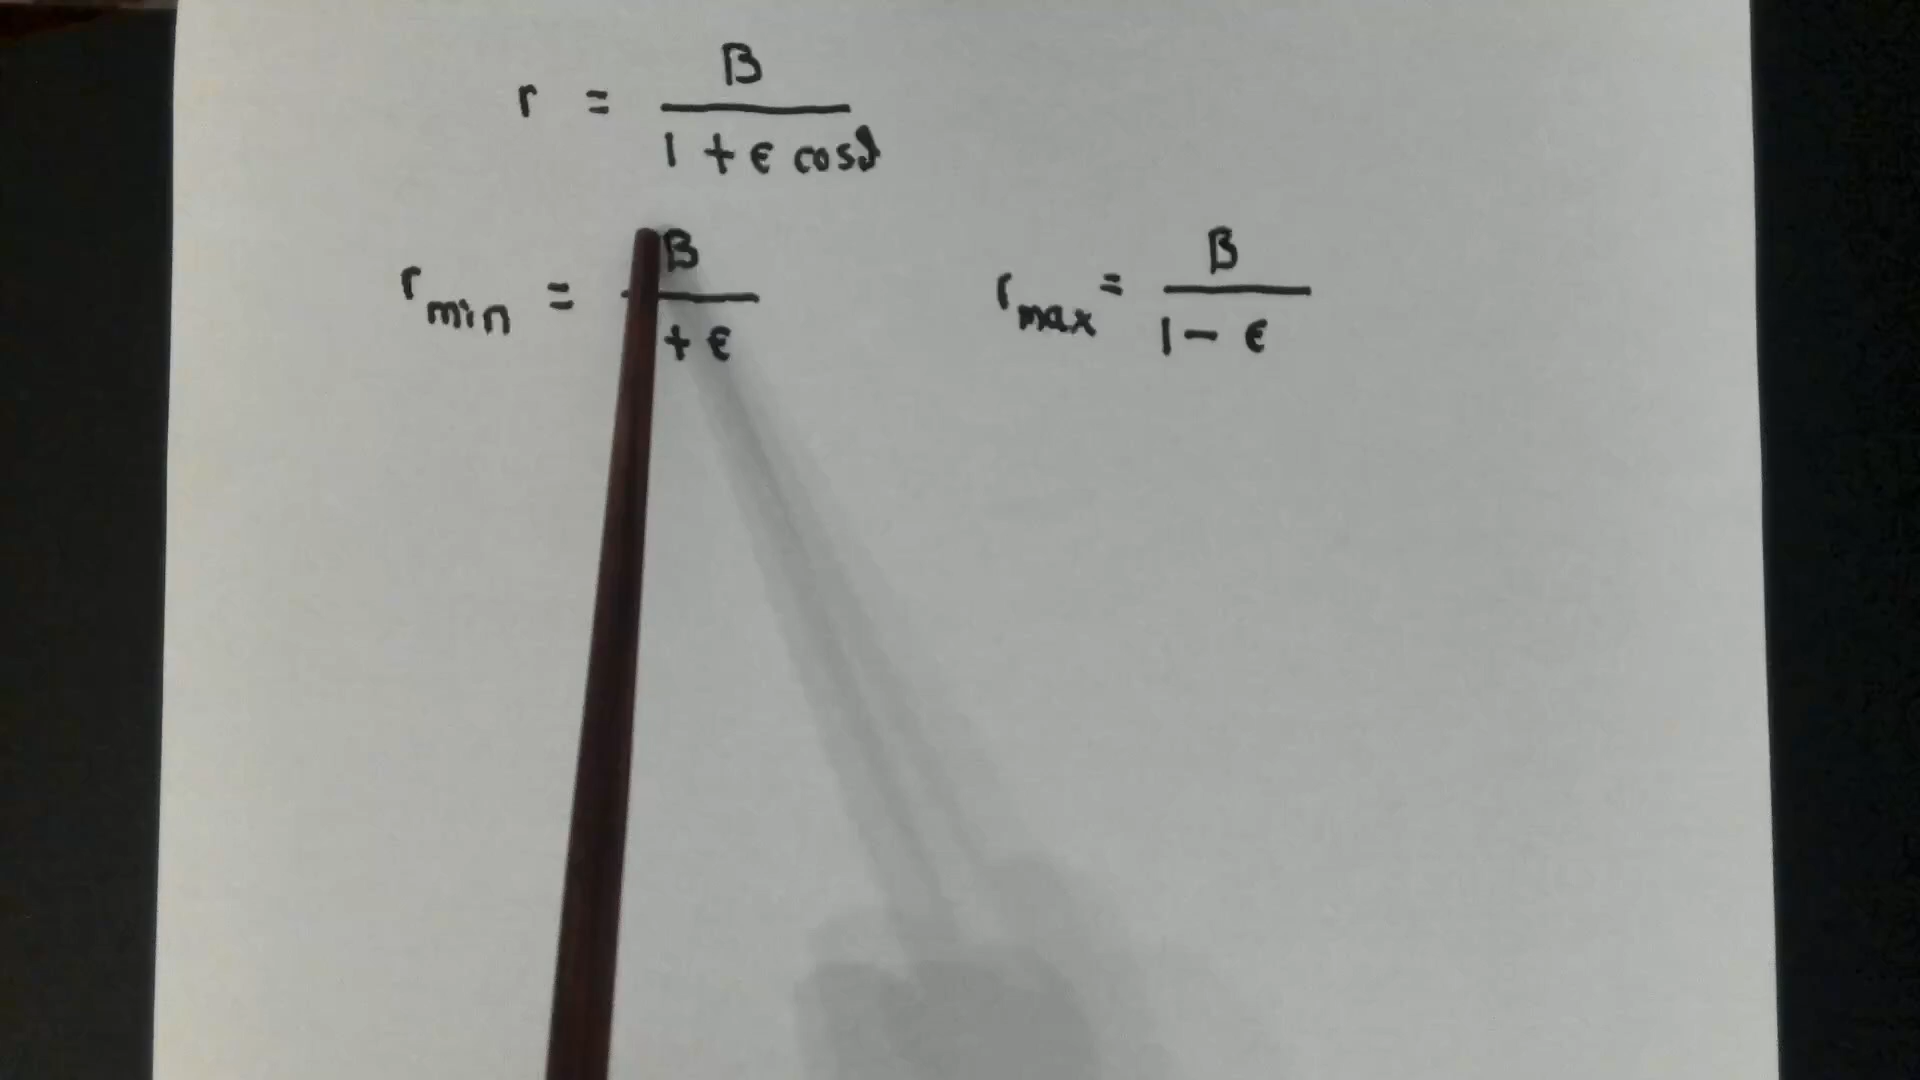 r = B / (1 + ϵ cosϑ)
r_min = B / ( + ϵ) r_max = B / (1 - ϵ)